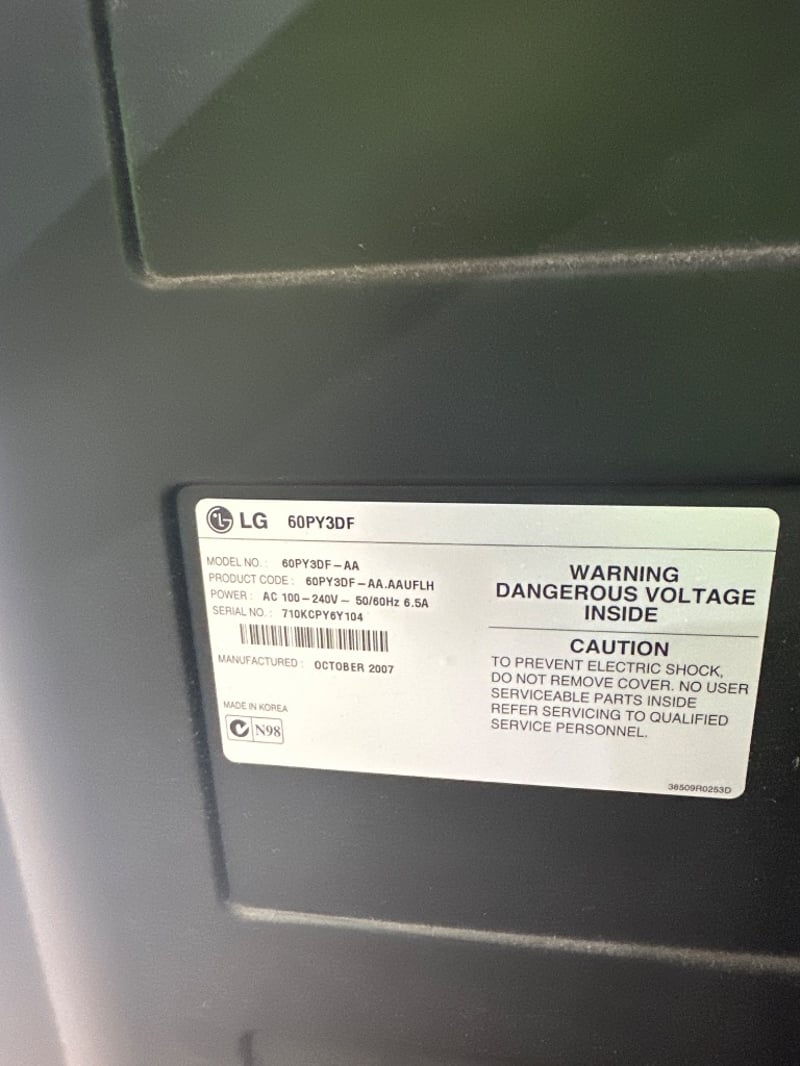 LG 60PY3DF
MODEL NO. : 60PY3DF-AA
PRODUCT CODE : 60PY3DF-AA.AAUFLH
POWER : AC 100-240V~ 50/60Hz 6.5A
SERIAL NO. : 710KCPY6Y104
MANUFACTURED : OCTOBER 2007
MADE IN KOREA
N98
WARNING
DANGEROUS VOLTAGE
INSIDE
CAUTION
TO PREVENT ELECTRIC SHOCK,
DO NOT REMOVE COVER. NO USER
SERVICEABLE PARTS INSIDE
REFER SERVICING TO QUALIFIED
SERVICE PERSONNEL.
38509R0253D